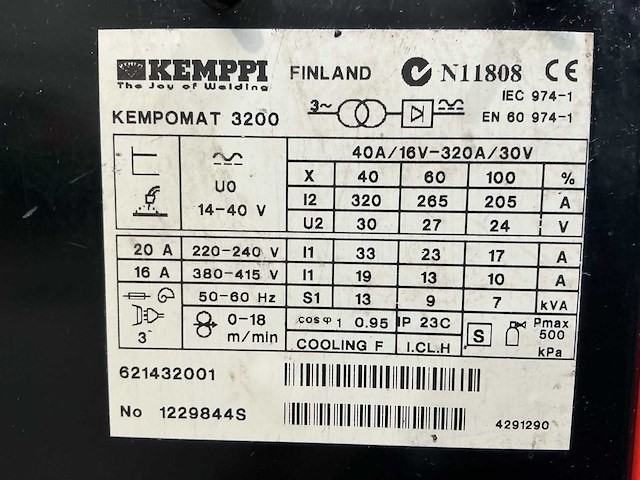 KEMPPI FINLAND N11808 CE
The Joy of Welding
IEC 974-1
KEMPOMAT 3200 3~ EN 60 974-1
40A/16V-320A/30V
X 40 60 100 %
U0 I2 320 265 205 A
14-40 V U2 30 27 24 V
20 A 220-240 V I1 33 23 17 A
16 A 380-415 V I1 19 13 10 A
50-60 Hz S1 13 9 7 kVA
3~ 0-18 m/min cos φ 1 0.95 IP 23C S Pmax 500 kPa
COOLING F I.CL.H
621432001
No 1229844S
4291290